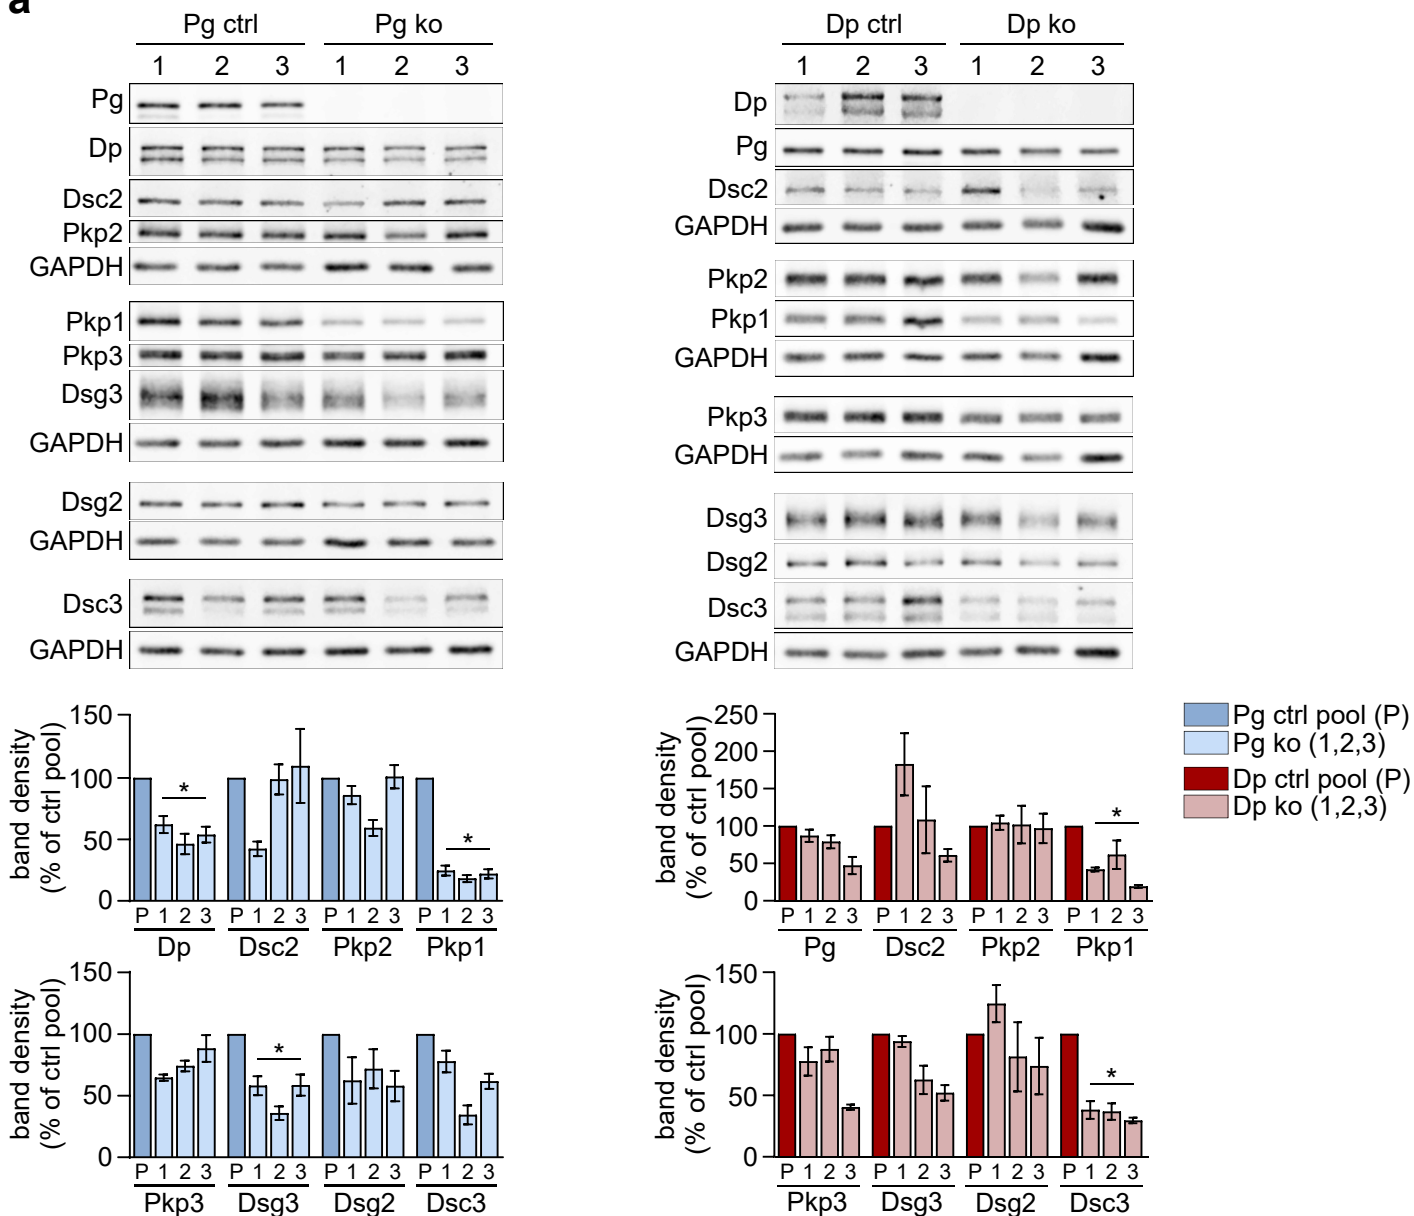 a
Pg ctrl Pg ko
1 2 3 1 2 3
Pg
Dp
Dsc2
Pkp2
GAPDH
Pkp1
Pkp3
Dsg3
GAPDH
Dsg2
GAPDH
Dsc3
GAPDH
Dp ctrl Dp ko
1 2 3 1 2 3
Dp
Pg
Dsc2
GAPDH
Pkp2
Pkp1
GAPDH
Pkp3
GAPDH
Dsg3
Dsg2
Dsc3
GAPDH
band density
(% of ctrl pool)
150
100
50
0
* *
P 1 2 3 P 1 2 3 P 1 2 3 P 1 2 3
Dp Dsc2 Pkp2 Pkp1
band density
(% of ctrl pool)
150
100
50
0
*
P 1 2 3 P 1 2 3 P 1 2 3 P 1 2 3
Pkp3 Dsg3 Dsg2 Dsc3
band density
(% of ctrl pool)
250
200
150
100
50
0
*
P 1 2 3 P 1 2 3 P 1 2 3 P 1 2 3
Pg Dsc2 Pkp2 Pkp1
band density
(% of ctrl pool)
150
100
50
0
*
P 1 2 3 P 1 2 3 P 1 2 3 P 1 2 3
Pkp3 Dsg3 Dsg2 Dsc3
Pg ctrl pool (P)
Pg ko (1,2,3)
Dp ctrl pool (P)
Dp ko (1,2,3)